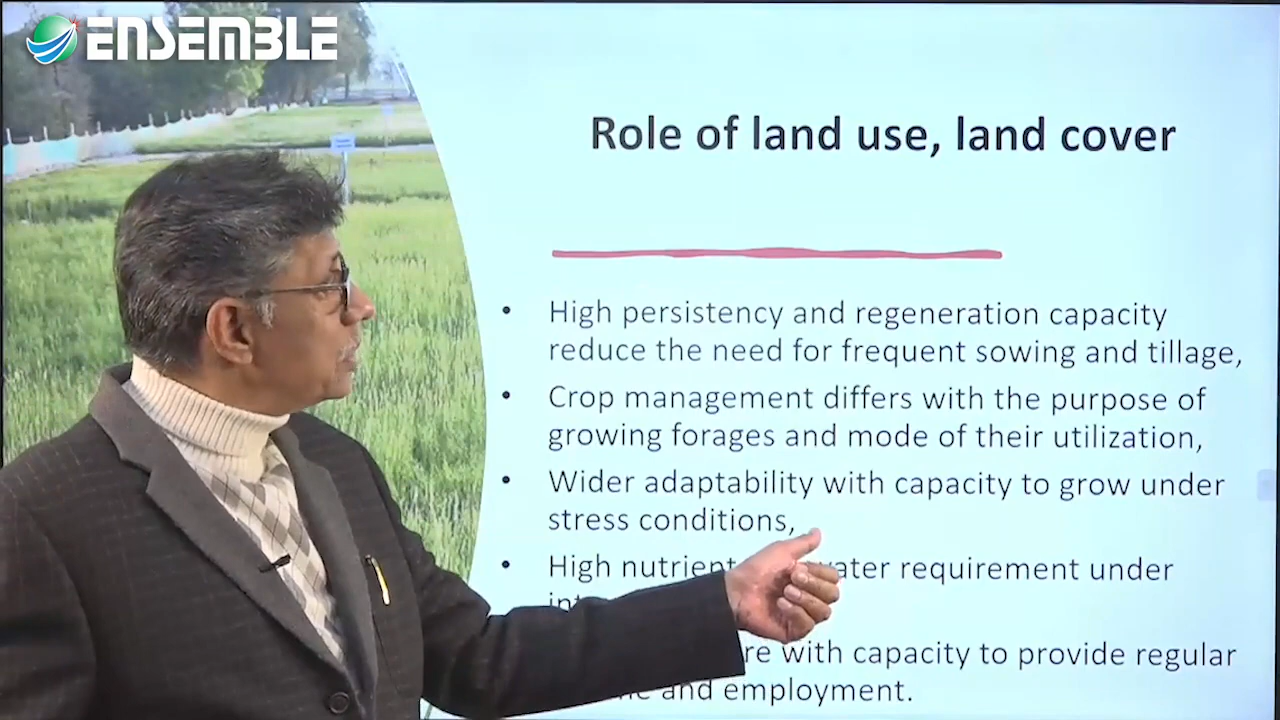 ENSEMBLE
Role of land use, land cover
• High persistency and regeneration capacity
reduce the need for frequent sowing and tillage,
• Crop management differs with the purpose of
growing forages and mode of their utilization,
• Wider adaptability with capacity to grow under
stress conditions,
• High nutrient water requirement under
with capacity to provide regular
and employment.